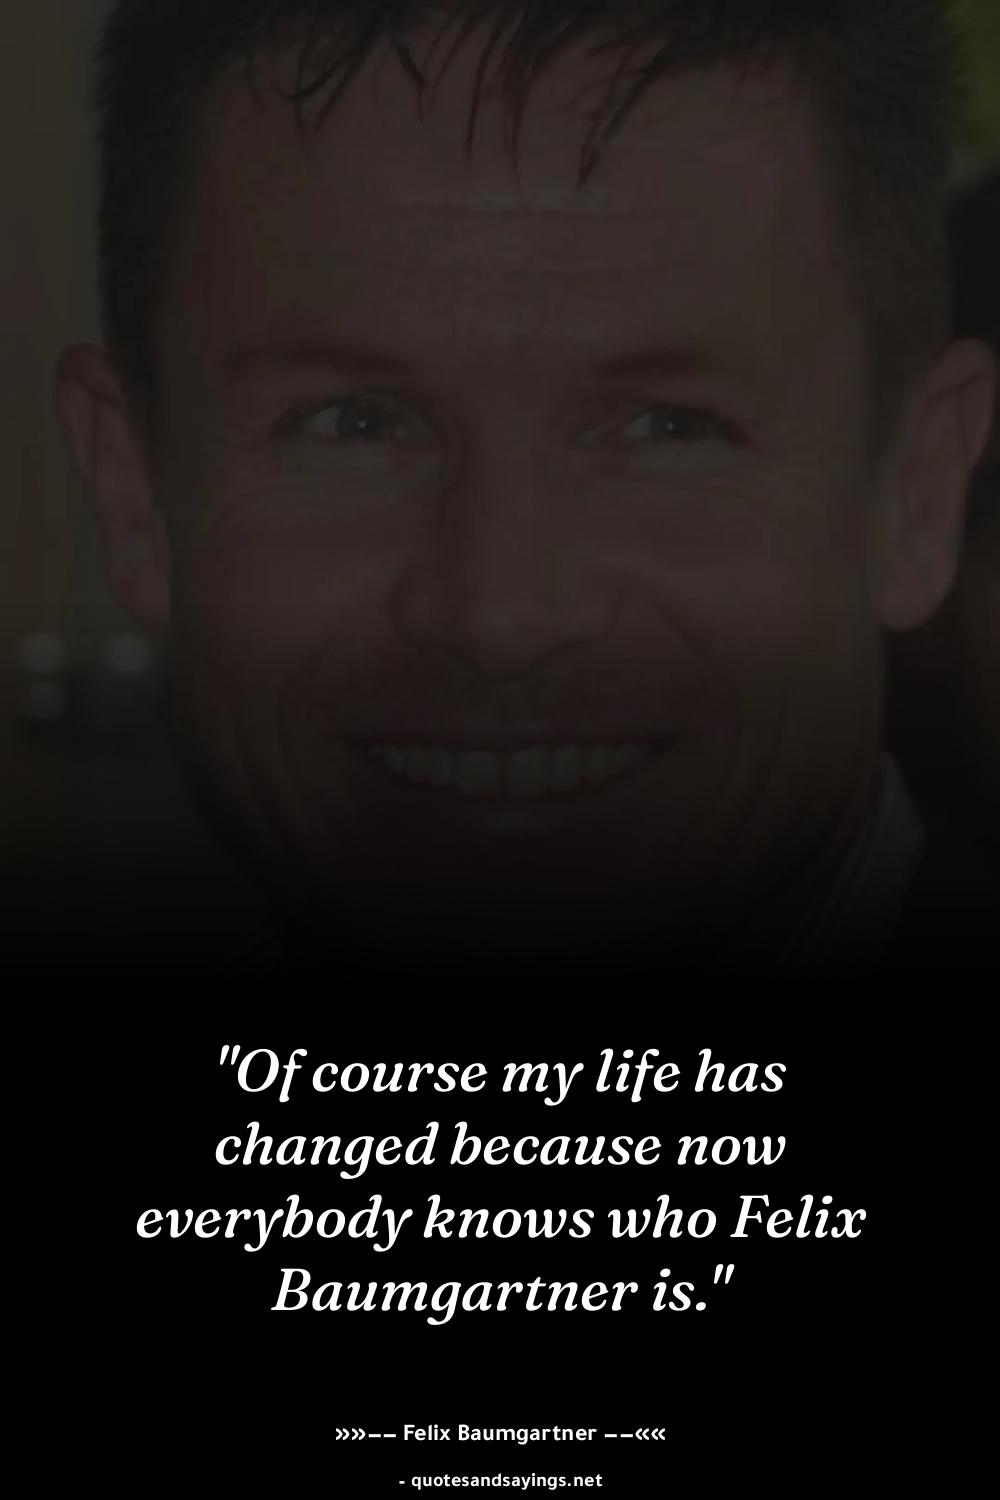 "Of course my life has
changed because now
everybody knows who Felix
Baumgartner is."
»»–– Felix Baumgartner ––««
- quotesandsayings.net